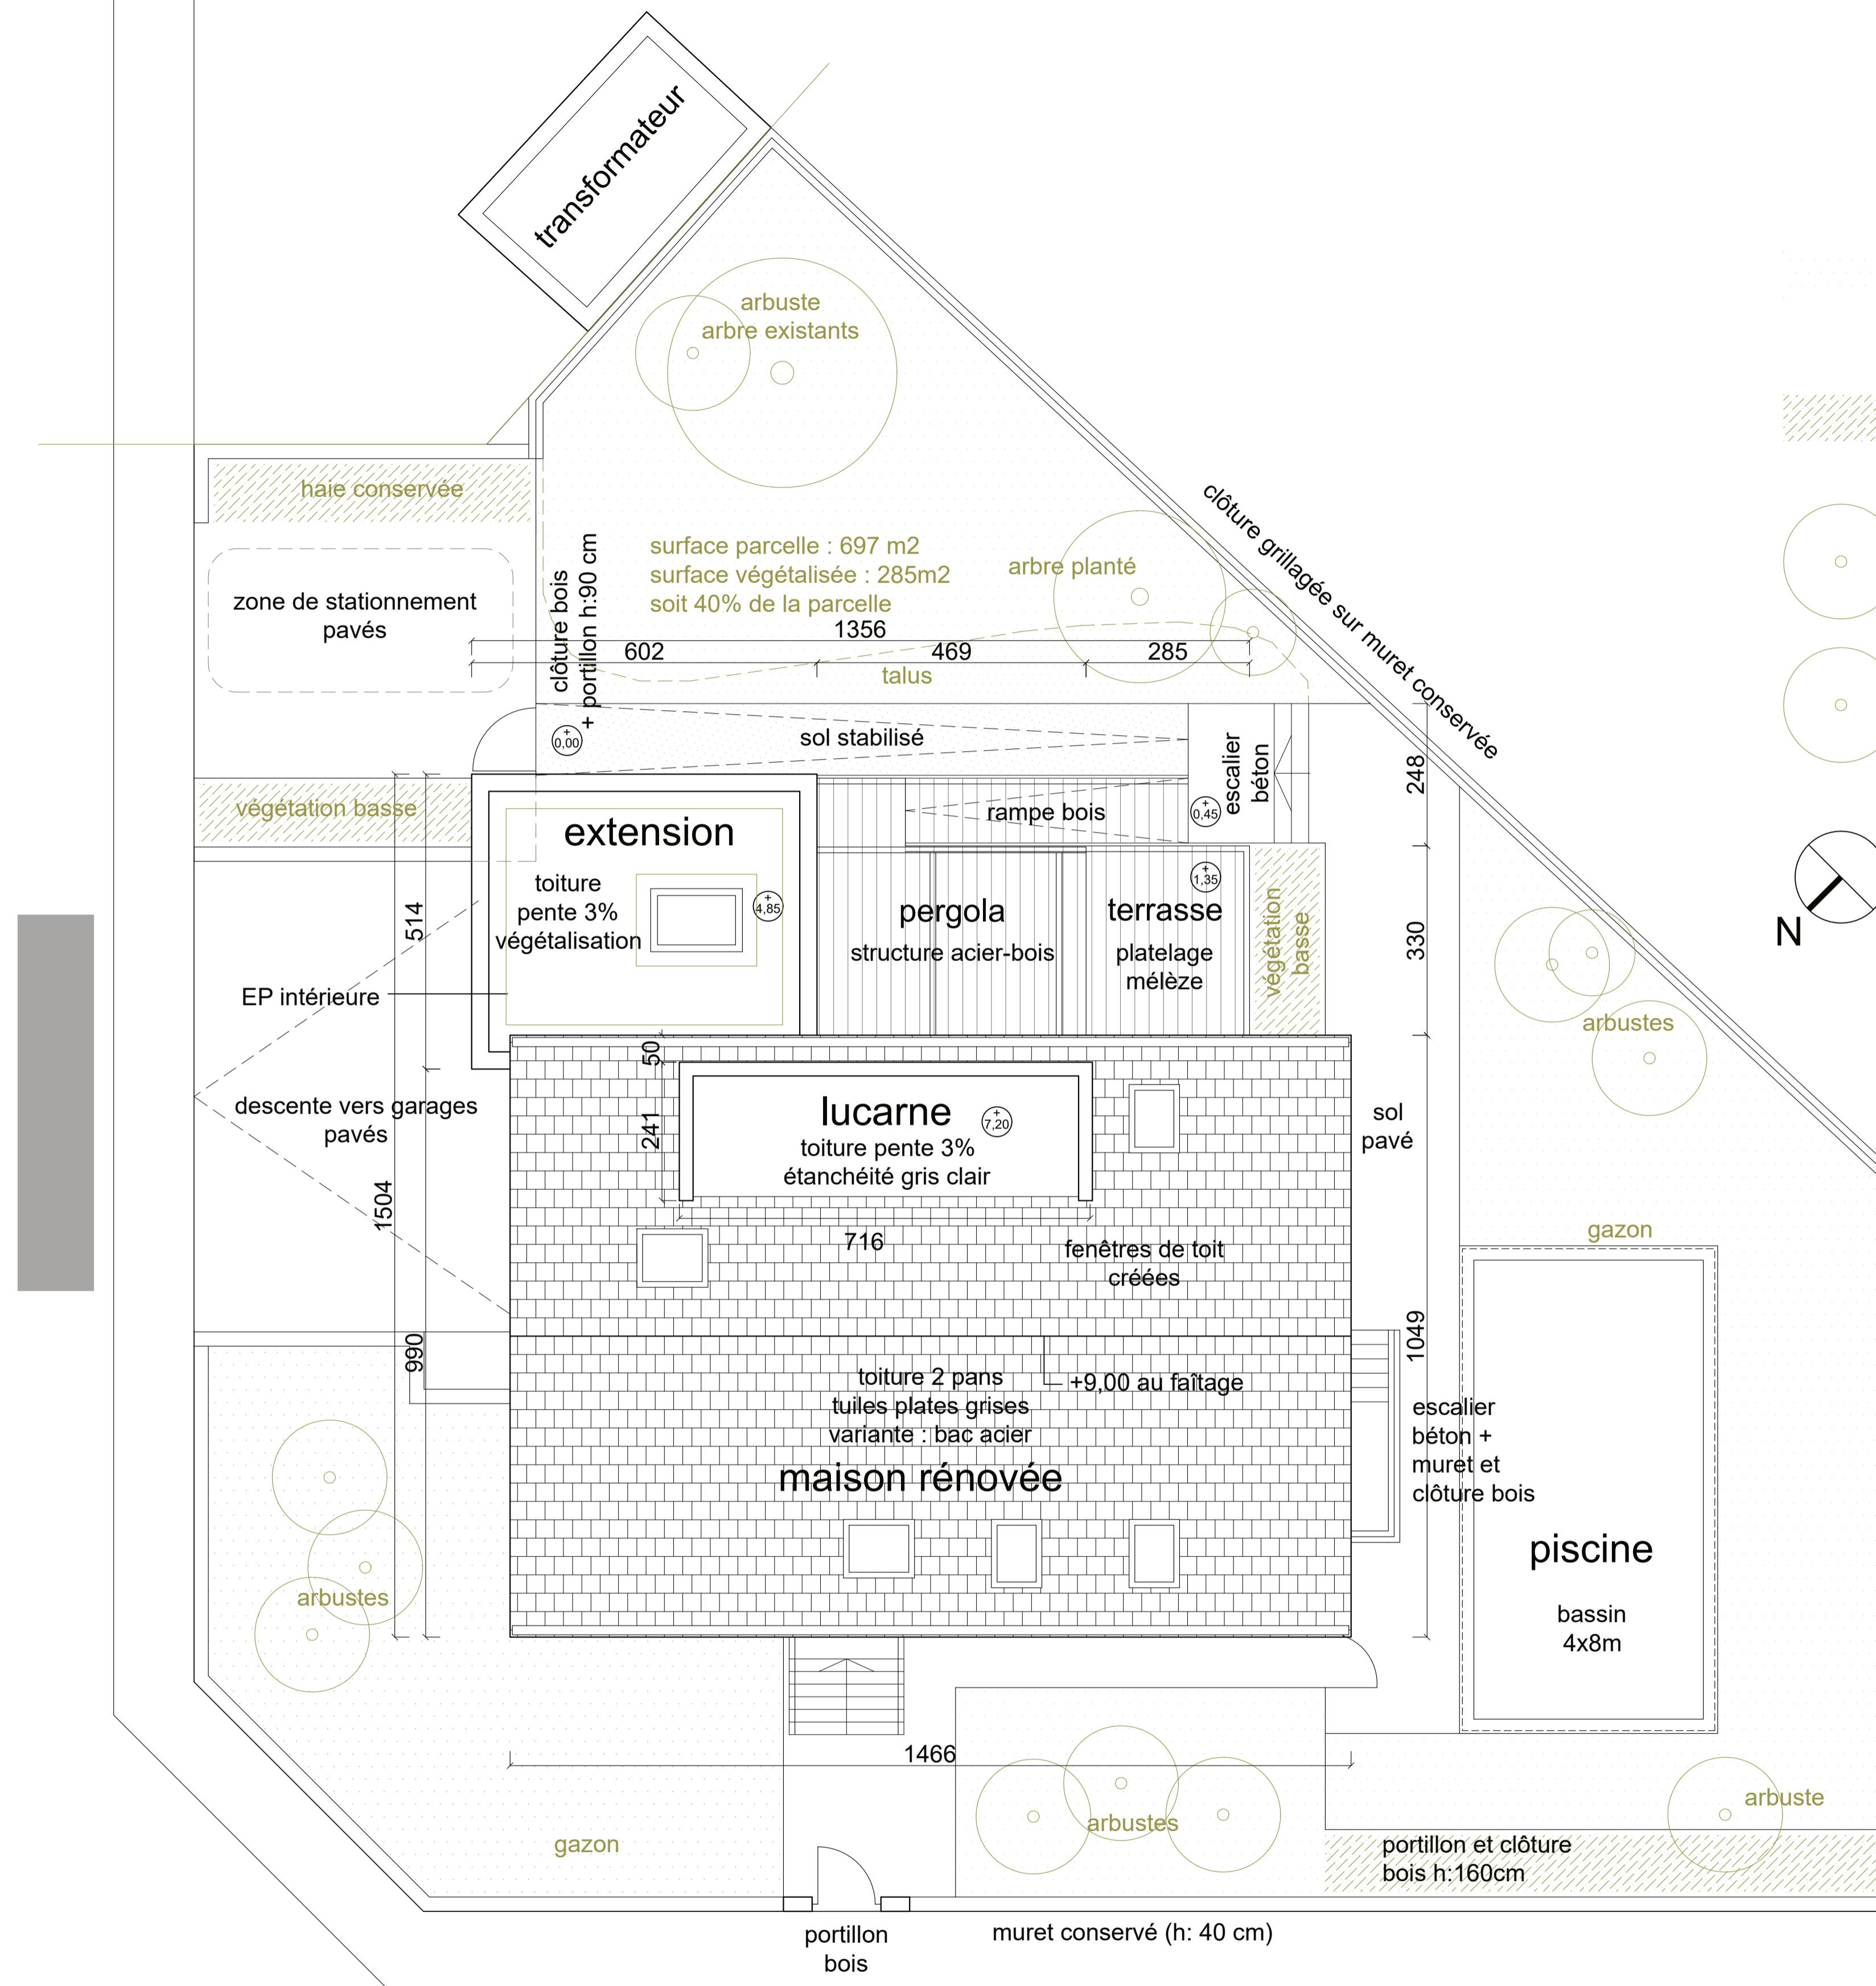 transformateur
arbuste
arbre existants
haie conservée
clôture grillagée sur muret conservée
surface parcelle : 697 m2
surface végétalisée : 285m2
soit 40% de la parcelle
arbre planté
zone de stationnement
pavés
clôture bois
+ portillon h:90 cm
1356
602
469
285
talus
+
0,00
sol stabilisé
escalier
béton
248
végétation basse
rampe bois
+
0,45
extension
toiture
pente 3%
végétalisation
+
4,85
pergola
structure acier-bois
+
1,35
terrasse
platelage
mélèze
végétation
basse
330
N
514
EP intérieure
arbustes
50
241
lucarne
+
7,20
toiture pente 3%
étanchéité gris clair
descente vers garages
pavés
sol
pavé
1504
716
fenêtres de toit
créées
gazon
990
1049
toiture 2 pans
tuiles plates grises
variante : bac acier
+9,00 au faîtage
maison rénovée
escalier
béton +
muret et
clôture bois
piscine
bassin
4x8m
arbustes
1466
gazon
arbustes
arbuste
portillon et clôture
bois h:160cm
portillon
bois
muret conservé (h: 40 cm)